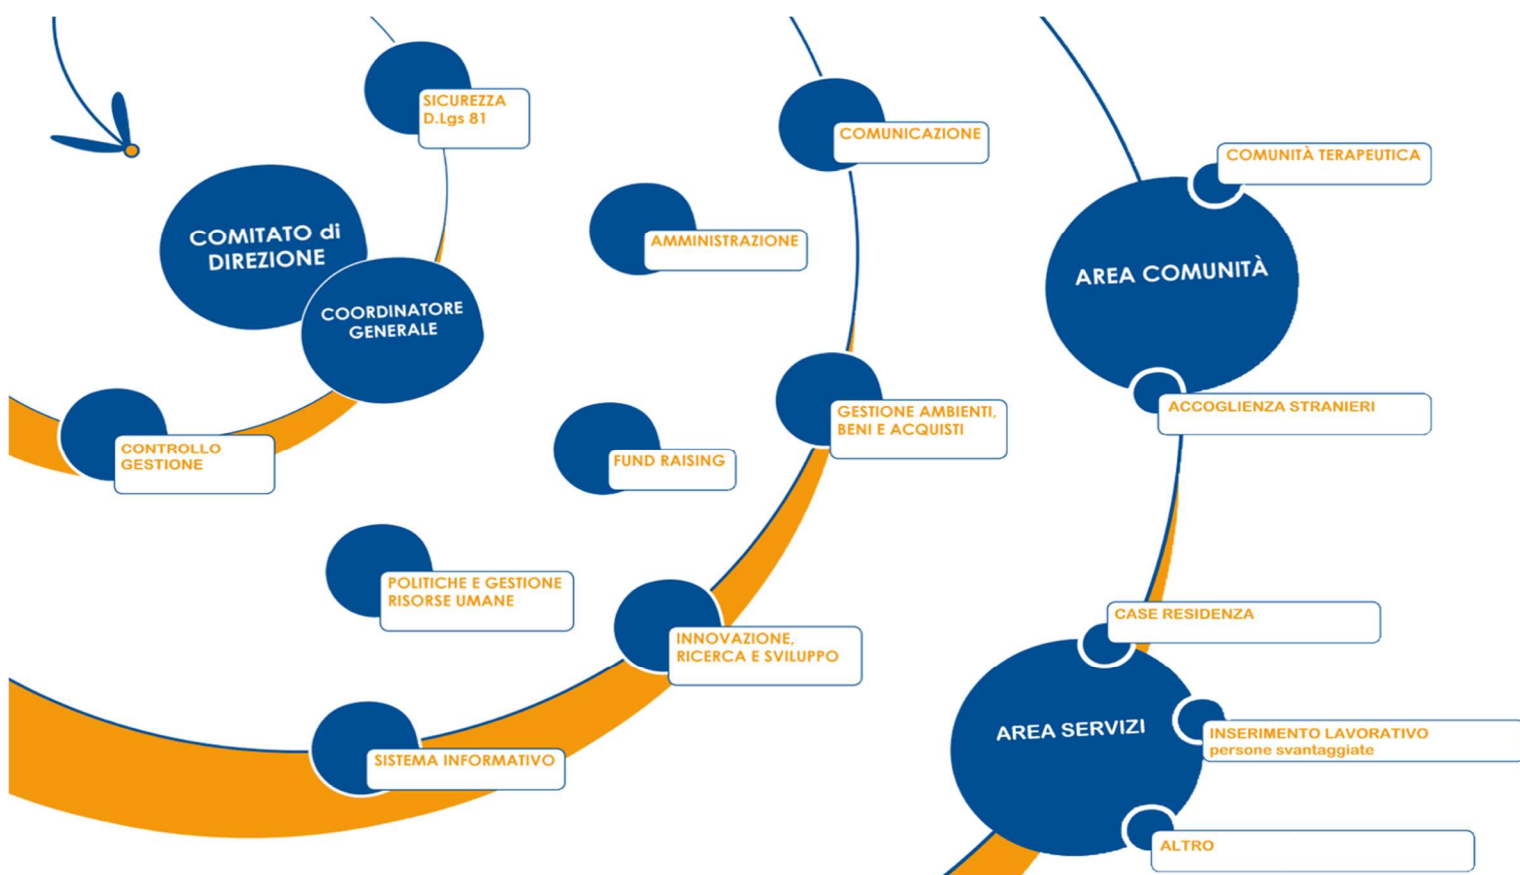 SICUREZZA
D.Lgs 81
COMITATO di
DIREZIONE
COORDINATORE
GENERALE
CONTROLLO
GESTIONE
COMUNICAZIONE
AMMINISTRAZIONE
GESTIONE AMBIENTI,
BENI E ACQUISTI
FUND RAISING
POLITICHE E GESTIONE
RISORSE UMANE
INNOVAZIONE,
RICERCA E SVILUPPO
SISTEMA INFORMATIVO
COMUNITÀ TERAPEUTICA
AREA COMUNITÀ
ACCOGLIENZA STRANIERI
CASE RESIDENZA
AREA SERVIZI
INSERIMENTO LAVORATIVO
persone svantaggiate
ALTRO